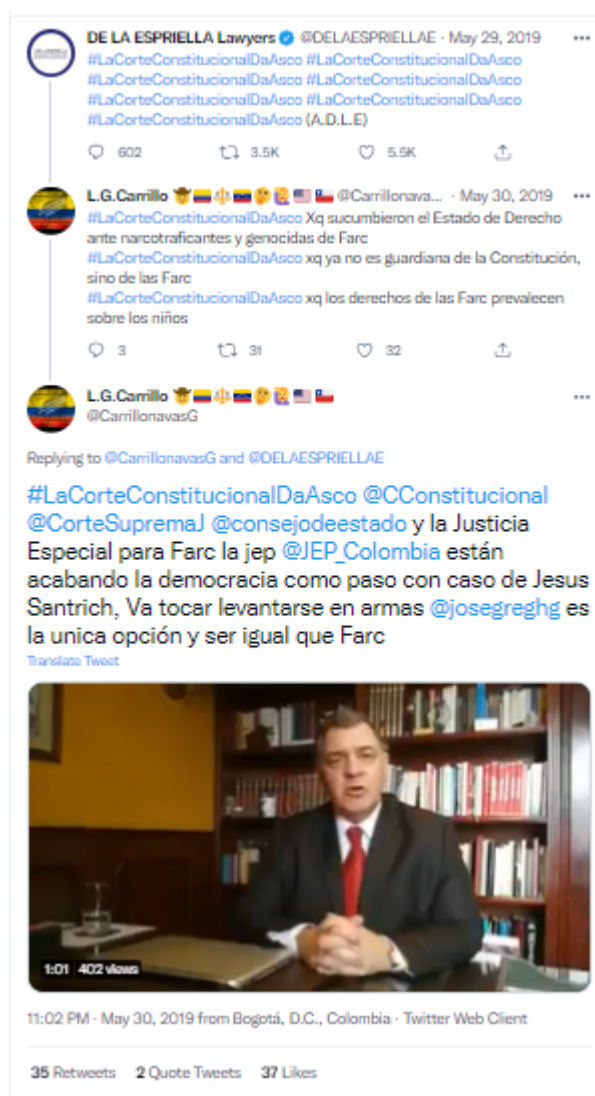 DE LA ESPRIELLA Lawyers @DELAESPRIELLAE · May 29, 2019
#LaCorteConstitucionalDaAsco #LaCorteConstitucionalDaAsco
#LaCorteConstitucionalDaAsco #LaCorteConstitucionalDaAsco
#LaCorteConstitucionalDaAsco #LaCorteConstitucionalDaAsco
#LaCorteConstitucionalDaAsco (A.D.L.E)
602 3.5K 5.5K
L.G.Carrillo 🤠🇨🇴⚖️🇻🇪🤔🙋🇺🇸🇨🇱 @Carrillonava... · May 30, 2019
#LaCorteConstitucionalDaAsco Xq sucumbieron el Estado de Derecho
ante narcotraficantes y genocidas de Farc
#LaCorteConstitucionalDaAsco xq ya no es guardiana de la Constitución,
sino de las Farc
#LaCorteConstitucionalDaAsco xq los derechos de las Farc prevalecen
sobre los niños
3 31 32
L.G.Carrillo 🤠🇨🇴⚖️🇻🇪🤔🙋🇺🇸🇨🇱
@CarrillonavasG
Replying to @CarrillonavasG and @DELAESPRIELLAE
#LaCorteConstitucionalDaAsco @CConstitucional
@CorteSupremaJ @consejodeestado y la Justicia
Especial para Farc la jep @JEP_Colombia están
acabando la democracia como paso con caso de Jesus
Santrich, Va tocar levantarse en armas @josegreghg es
la unica opción y ser igual que Farc
Translate Tweet
1:01 402 views
11:02 PM · May 30, 2019 from Bogotá, D.C., Colombia · Twitter Web Client
35 Retweets 2 Quote Tweets 37 Likes